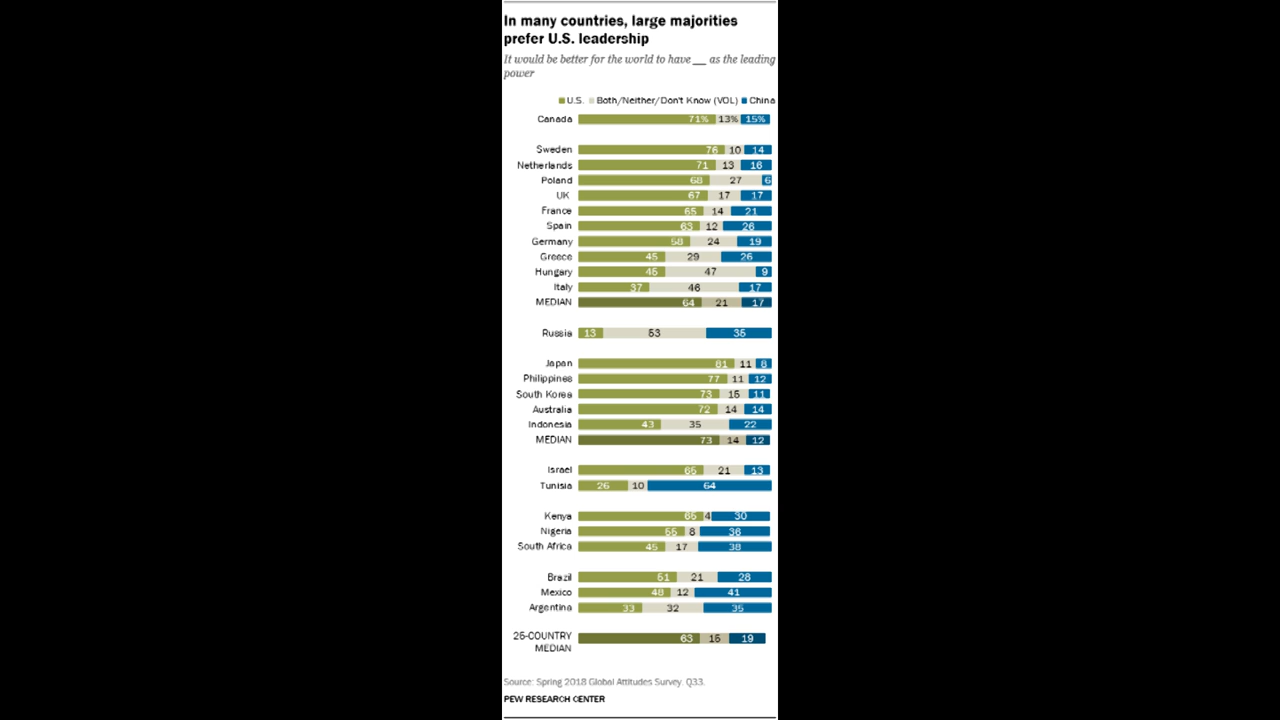 In many countries, large majorities
prefer U.S. leadership
It would be better for the world to have __ as the leading
power
U.S. Both/Neither/Don't Know (VOL) China
Canada 71% 13% 15%
Sweden 76 10 14
Netherlands 71 13 16
Poland 68 27 6
UK 67 17 17
France 65 14 21
Spain 63 12 26
Germany 58 24 19
Greece 45 29 26
Hungary 45 47 9
Italy 37 46 17
MEDIAN 64 21 17
Russia 13 53 35
Japan 81 11 8
Philippines 77 11 12
South Korea 73 15 11
Australia 72 14 14
Indonesia 43 35 22
MEDIAN 73 14 12
Israel 65 21 13
Tunisia 26 10 64
Kenya 65 4 30
Nigeria 55 8 36
South Africa 45 17 38
Brazil 51 21 28
Mexico 48 12 41
Argentina 33 32 35
25-COUNTRY 63 15 19
MEDIAN
Source: Spring 2018 Global Attitudes Survey. Q33.
PEW RESEARCH CENTER